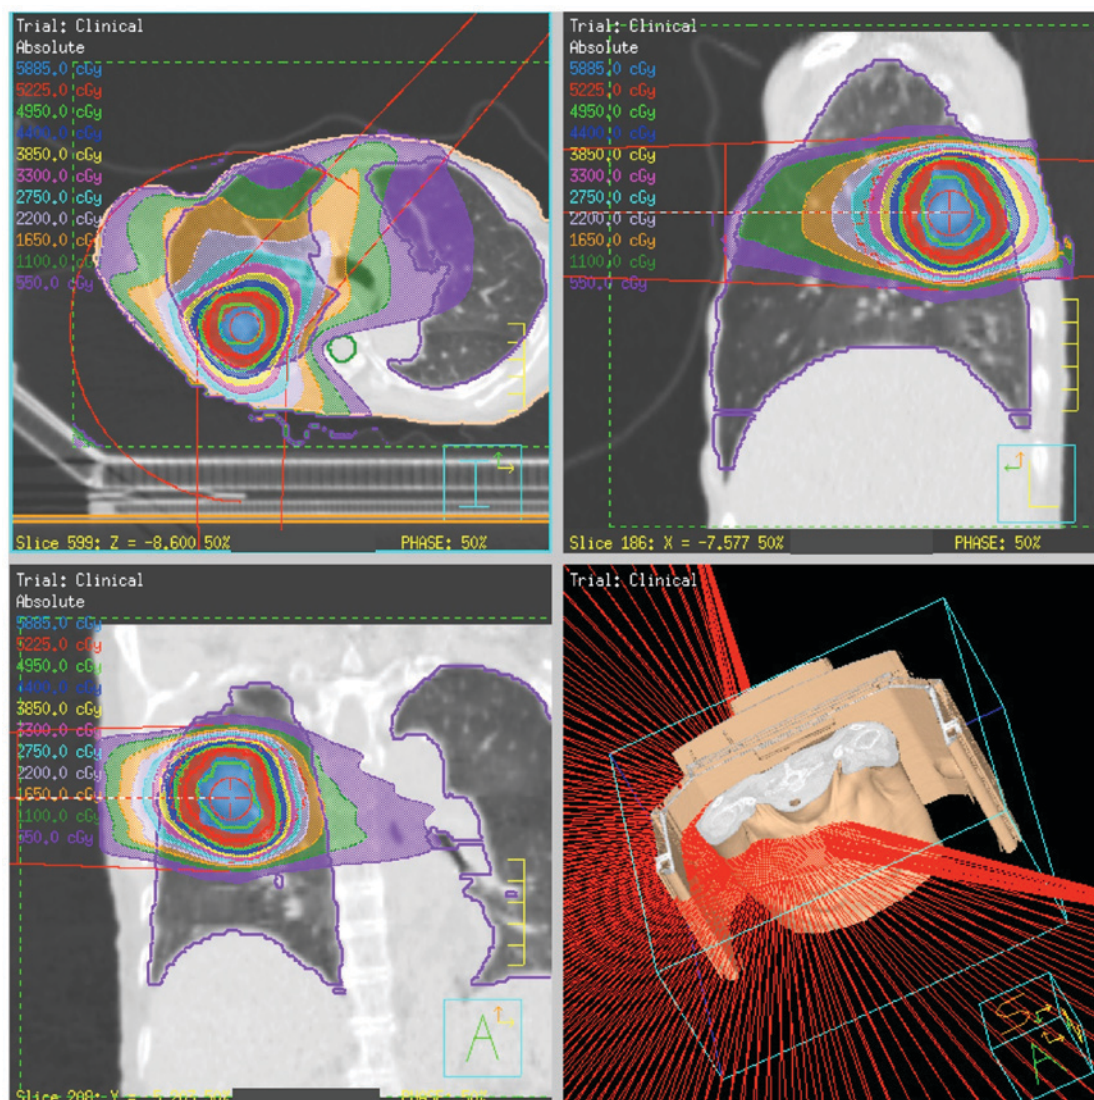 Trial: Clinical
Absolute
5885.0 cGy
5225.0 cGy
4950.0 cGy
4400.0 cGy
3850.0 cGy
3300.0 cGy
2750.0 cGy
2200.0 cGy
1650.0 cGy
1100.0 cGy
550.0 cGy
Slice 599: Z = -8.600 50% PHASE: 50%
Trial: Clinical
Absolute
5885.0 cGy
5225.0 cGy
4950.0 cGy
4400.0 cGy
3850.0 cGy
3300.0 cGy
2750.0 cGy
2200.0 cGy
1650.0 cGy
1100.0 cGy
550.0 cGy
Slice 186: X = -7.577 50% PHASE: 50%
Trial: Clinical
Absolute
5885.0 cGy
5225.0 cGy
4950.0 cGy
4400.0 cGy
3850.0 cGy
3300.0 cGy
2750.0 cGy
2200.0 cGy
1650.0 cGy
1100.0 cGy
550.0 cGy
A
Trial: Clinical
S
A